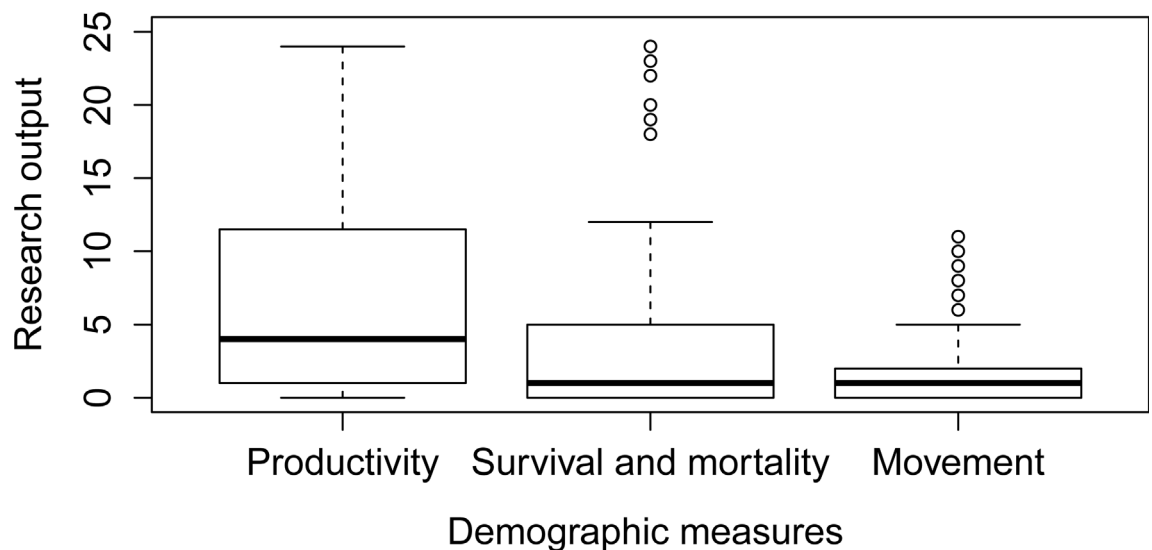 Research output
25
20
15
10
5
0
Productivity
Survival and mortality
Movement
Demographic measures